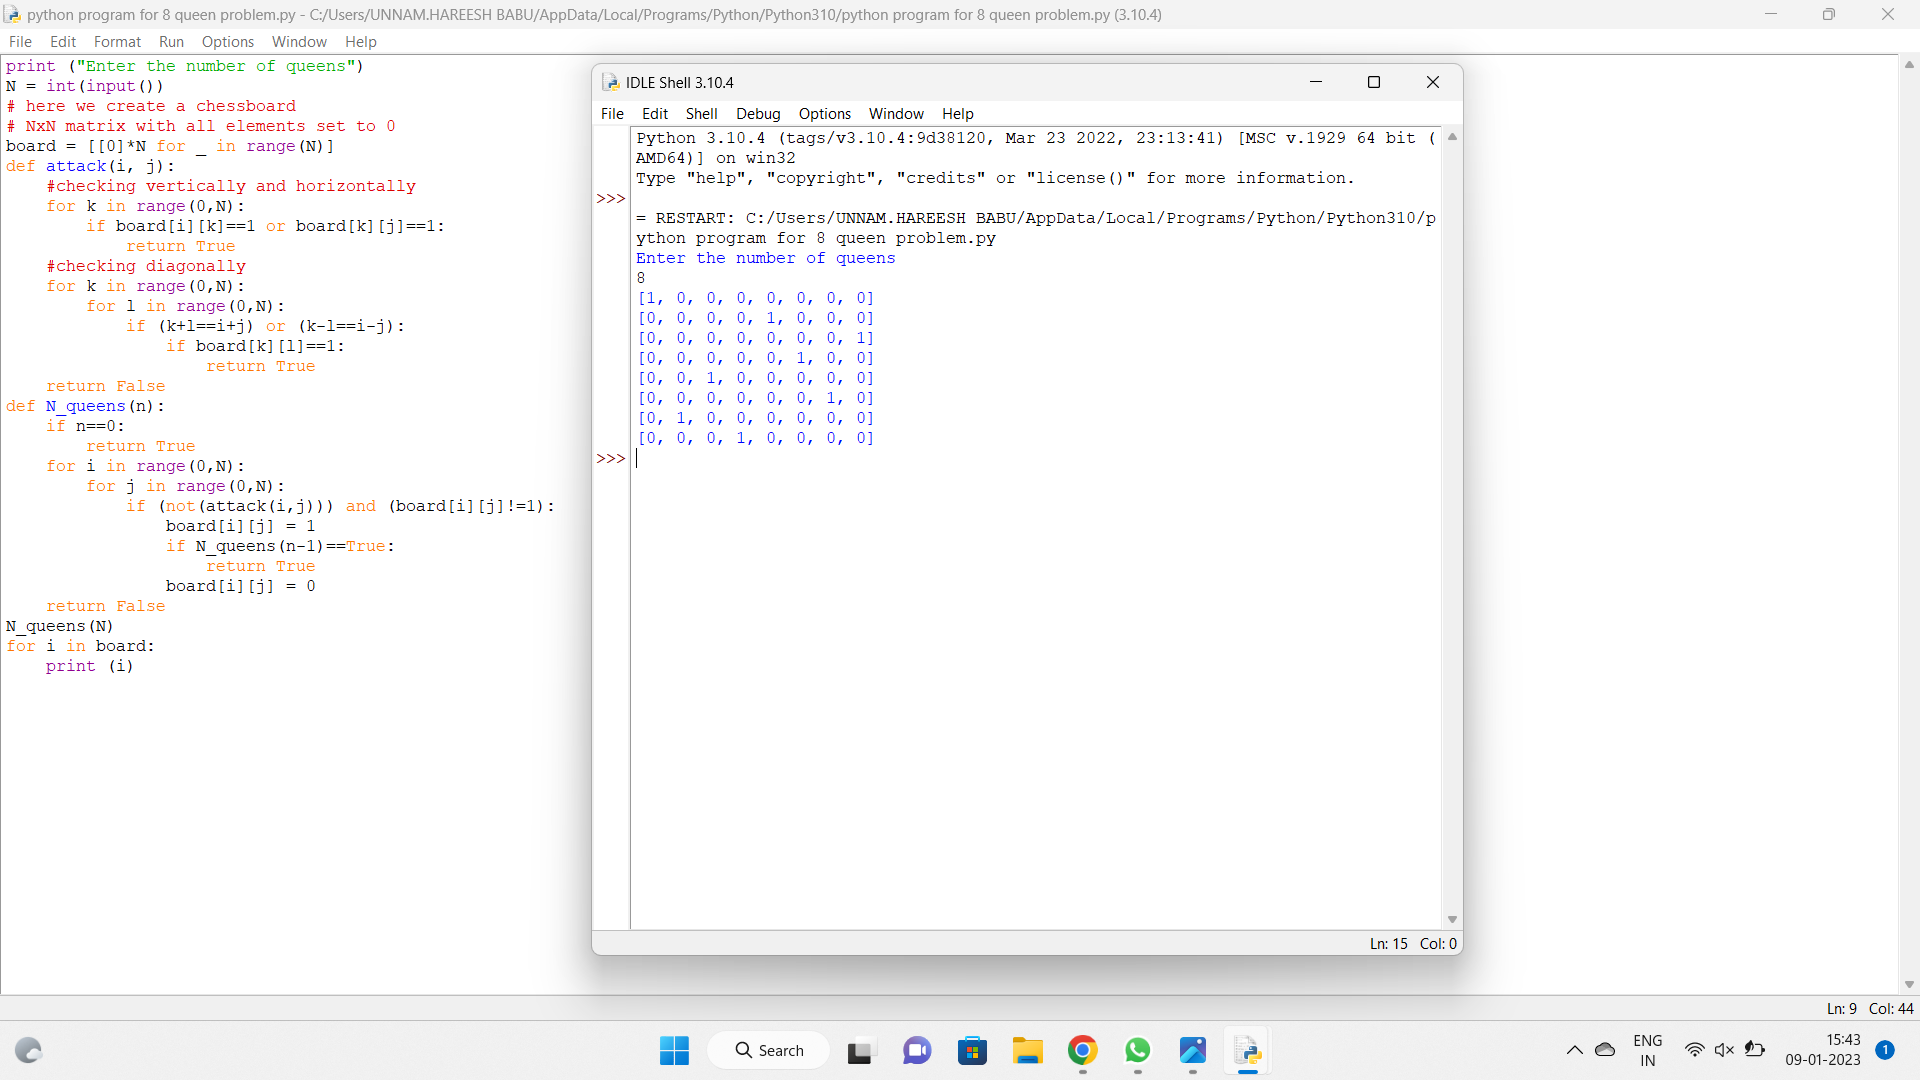 python program for 8 queen problem.py - C:/Users/UNNAM.HAREESH BABU/AppData/Local/Programs/Python/Python310/python program for 8 queen problem.py (3.10.4)
File Edit Format Run Options Window Help
print ("Enter the number of queens")
N = int(input())
# here we create a chessboard
# NxN matrix with all elements set to 0
board = [[0]*N for _ in range(N)]
def attack(i, j):
    #checking vertically and horizontally
    for k in range(0,N):
        if board[i][k]==1 or board[k][j]==1:
            return True
    #checking diagonally
    for k in range(0,N):
        for l in range(0,N):
            if (k+l==i+j) or (k-l==i-j):
                if board[k][l]==1:
                    return True
    return False
def N_queens(n):
    if n==0:
        return True
    for i in range(0,N):
        for j in range(0,N):
            if (not(attack(i,j))) and (board[i][j]!=1):
                board[i][j] = 1
                if N_queens(n-1)==True:
                    return True
                board[i][j] = 0
    return False
N_queens(N)
for i in board:
    print (i)
IDLE Shell 3.10.4
File Edit Shell Debug Options Window Help
Python 3.10.4 (tags/v3.10.4:9d38120, Mar 23 2022, 23:13:41) [MSC v.1929 64 bit (
AMD64)] on win32
Type "help", "copyright", "credits" or "license()" for more information.
>>>
= RESTART: C:/Users/UNNAM.HAREESH BABU/AppData/Local/Programs/Python/Python310/p
ython program for 8 queen problem.py
Enter the number of queens
8
[1, 0, 0, 0, 0, 0, 0, 0]
[0, 0, 0, 0, 1, 0, 0, 0]
[0, 0, 0, 0, 0, 0, 0, 1]
[0, 0, 0, 0, 0, 1, 0, 0]
[0, 0, 1, 0, 0, 0, 0, 0]
[0, 0, 0, 0, 0, 0, 1, 0]
[0, 1, 0, 0, 0, 0, 0, 0]
[0, 0, 0, 1, 0, 0, 0, 0]
>>>
Ln: 15 Col: 0
Ln: 9 Col: 44
Search
ENG
IN
15:43
09-01-2023
1